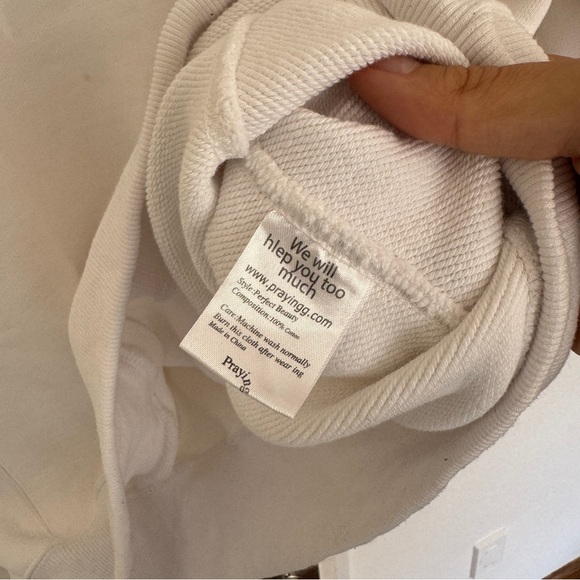 We will
hlep you too
much
www.prayingg.com
Style:Perfect Beauty
Composition:100% Cotton
Care:Machine wash normally
Burn this cloth after wear ing
Made in China
Praying